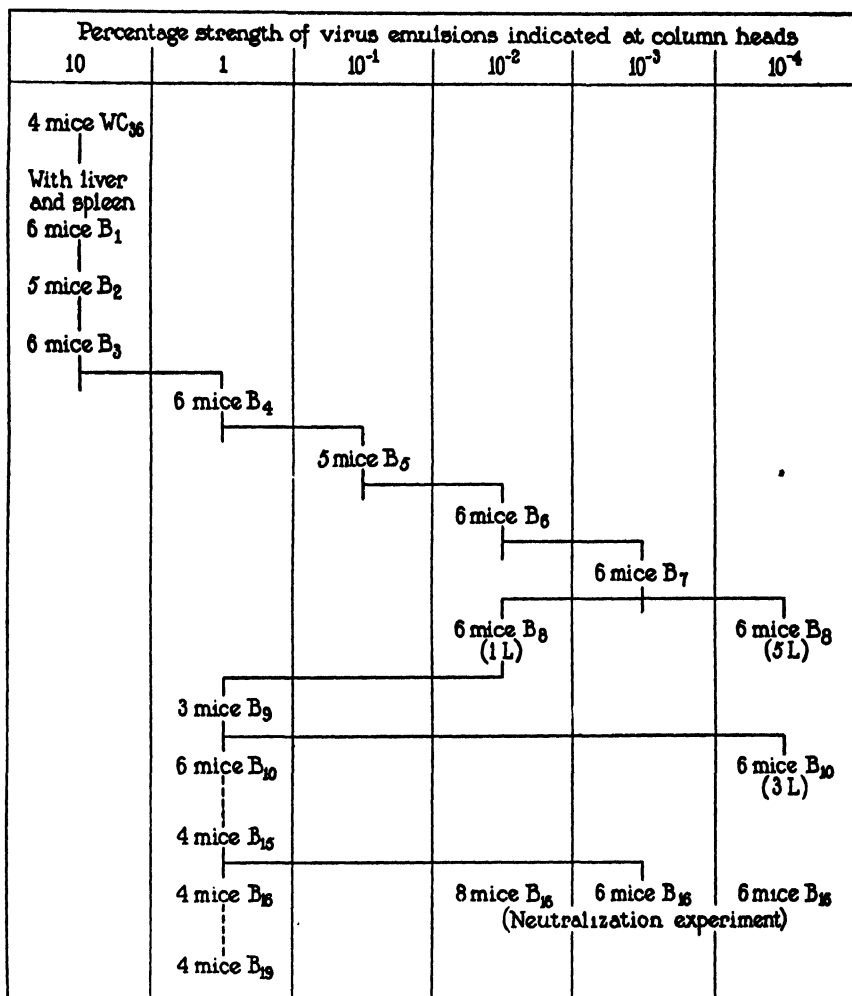 Percentage strength of virus emulsions indicated at column heads
10 1 10⁻¹ 10⁻² 10⁻³ 10⁻⁴
4 mice WC₃₆
With liver
and spleen
6 mice B₁
5 mice B₂
6 mice B₃
6 mice B₄
5 mice B₅
6 mice B₆
6 mice B₇
6 mice B₈ 6 mice B₈
(1 L) (5 L)
3 mice B₉
6 mice B₁₀ 6 mice B₁₀
(3 L)
4 mice B₁₅
4 mice B₁₆ 8 mice B₁₆ 6 mice B₁₆ 6 mice B₁₆
(Neutralization experiment)
4 mice B₁₉